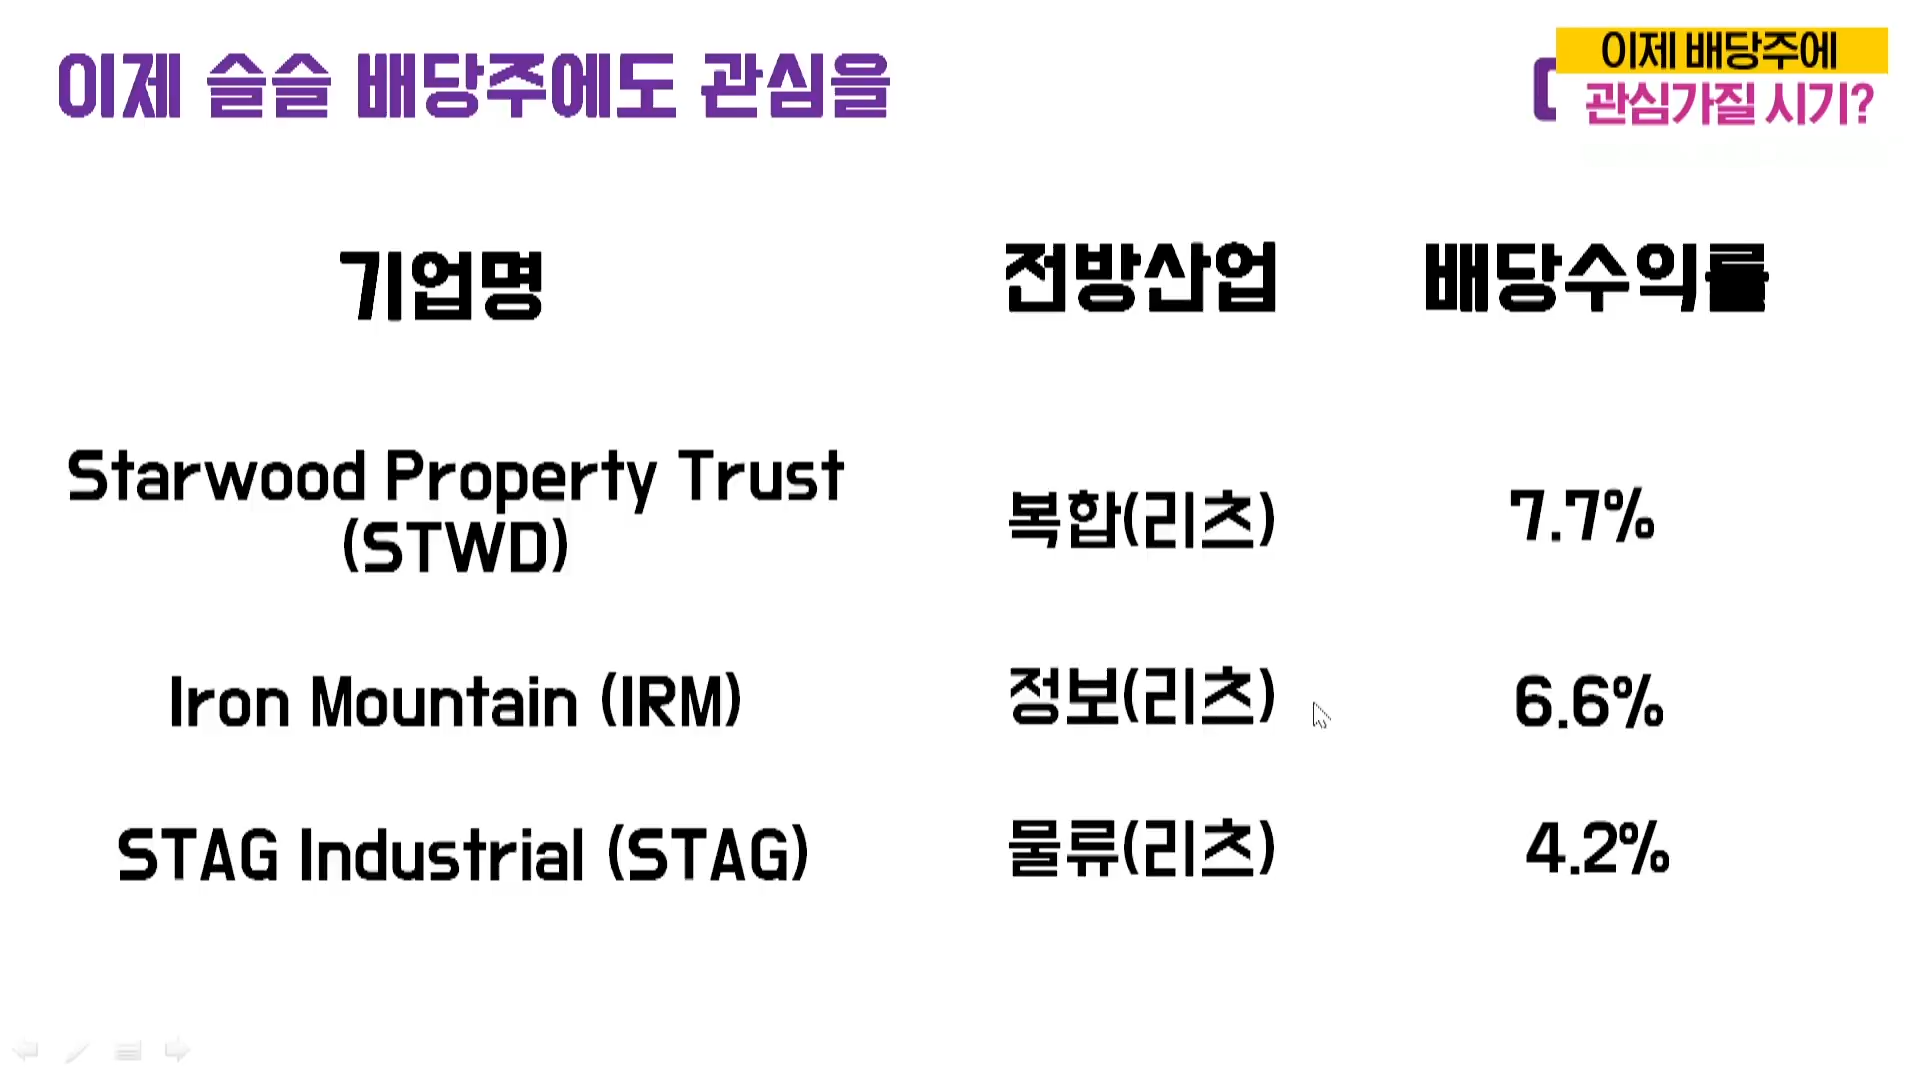 이제 슬슬 배당주에도 관심을
이제 배당주에
관심가질 시기?
기업명 전방산업 배당수익률
Starwood Property Trust
(STWD) 복합(리츠) 7.7%
Iron Mountain (IRM) 정보(리츠) 6.6%
STAG Industrial (STAG) 물류(리츠) 4.2%